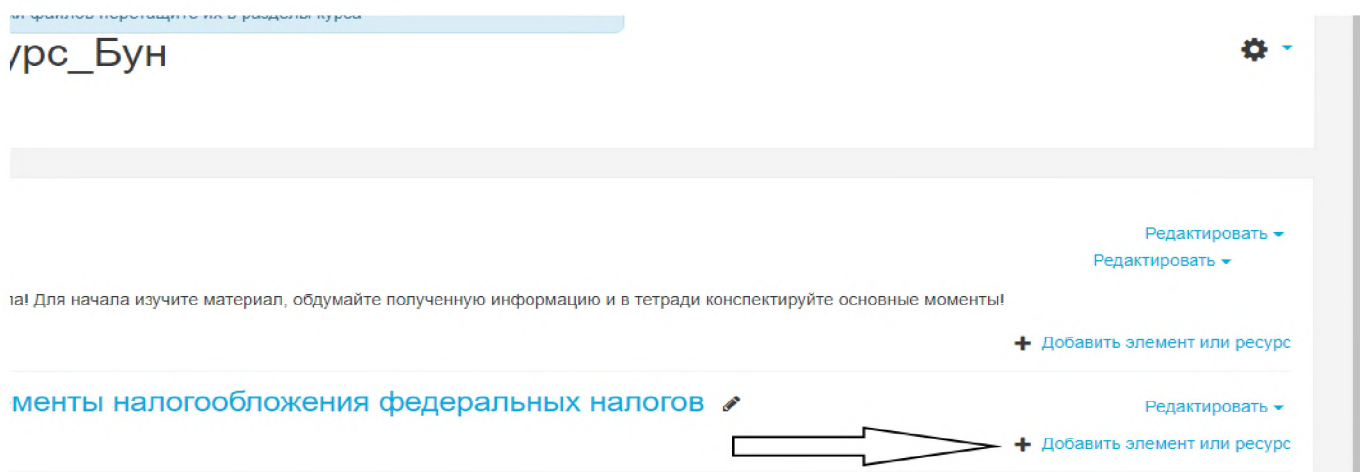 файлов перетащите их в разделы курса
урс_Бун
Редактировать
Редактировать
ла! Для начала изучите материал, обдумайте полученную информацию и в тетради конспектируйте основные моменты!
Добавить элемент или ресурс
менты налогообложения федеральных налогов
Редактировать
Добавить элемент или ресурс